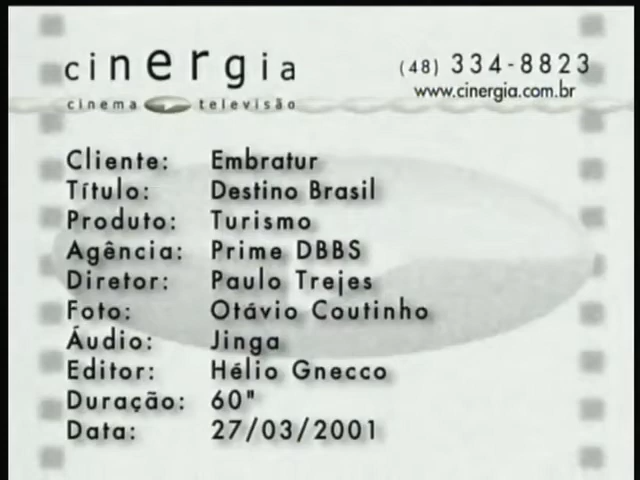 cinergia
cinema televisão
(48) 334-8823
www.cinergia.com.br
Cliente: Embratur
Título: Destino Brasil
Produto: Turismo
Agência: Prime DBBS
Diretor: Paulo Trejes
Foto: Otávio Coutinho
Áudio: Jinga
Editor: Hélio Gnecco
Duração: 60"
Data: 27/03/2001